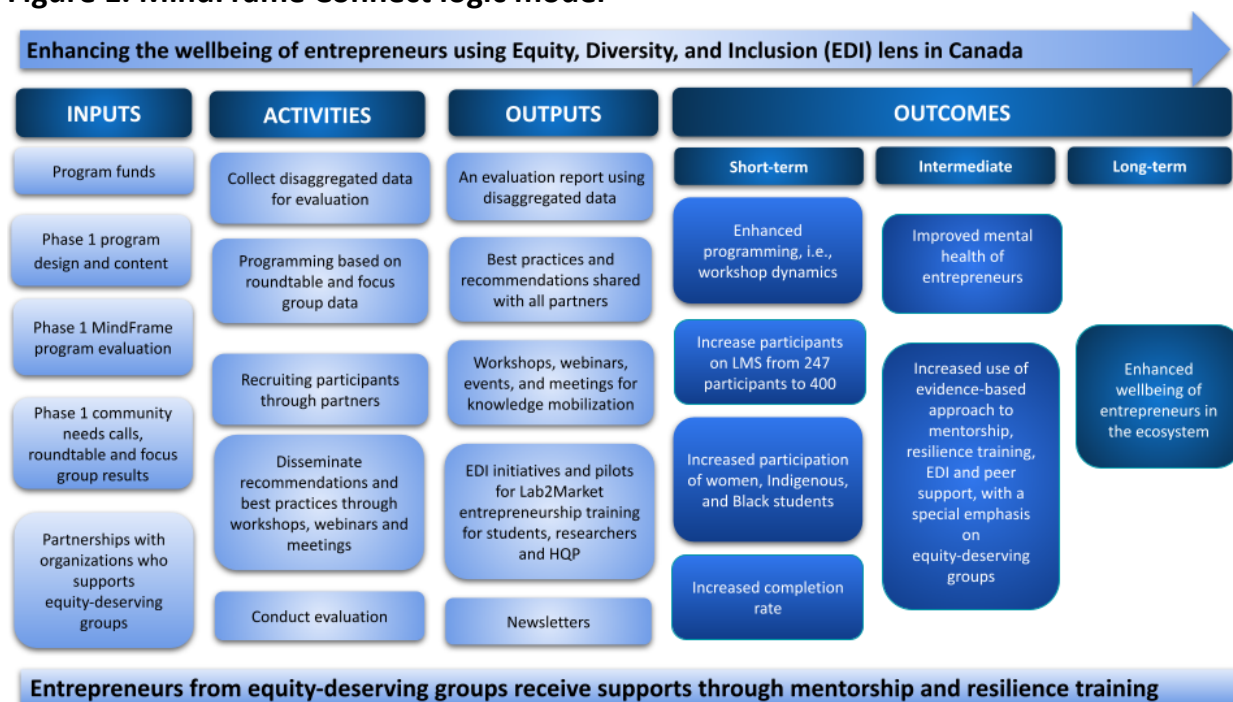 Figure 1: MindFrame Connect logic model
Enhancing the wellbeing of entrepreneurs using Equity, Diversity, and Inclusion (EDI) lens in Canada
INPUTS
Program funds
Phase 1 program
design and content
Phase 1 MindFrame
program evaluation
Phase 1 community
needs calls,
roundtable and focus
group results
Partnerships with
organizations who
supports
equity-deserving
groups
ACTIVITIES
Collect disaggregated data
for evaluation
Programming based on
roundtable and focus
group data
Recruiting participants
through partners
Disseminate
recommendations and
best practices through
workshops, webinars and
meetings
Conduct evaluation
OUTPUTS
An evaluation report using
disaggregated data
Best practices and
recommendations shared
with all partners
Workshops, webinars,
events, and meetings for
knowledge mobilization
EDI initiatives and pilots
for Lab2Market
entrepreneurship training
for students, researchers
and HQP
Newsletters
OUTCOMES
Short-term
Enhanced
programming, i.e.,
workshop dynamics
Increase participants
on LMS from 247
participants to 400
Increased participation
of women, Indigenous,
and Black students
Increased completion
rate
Intermediate
Improved mental
health of
entrepreneurs
Increased use of
evidence-based
approach to
mentorship,
resilience training,
EDI and peer
support, with a
special emphasis
on
equity-deserving
groups
Long-term
Enhanced
wellbeing of
entrepreneurs in
the ecosystem
Entrepreneurs from equity-deserving groups receive supports through mentorship and resilience training